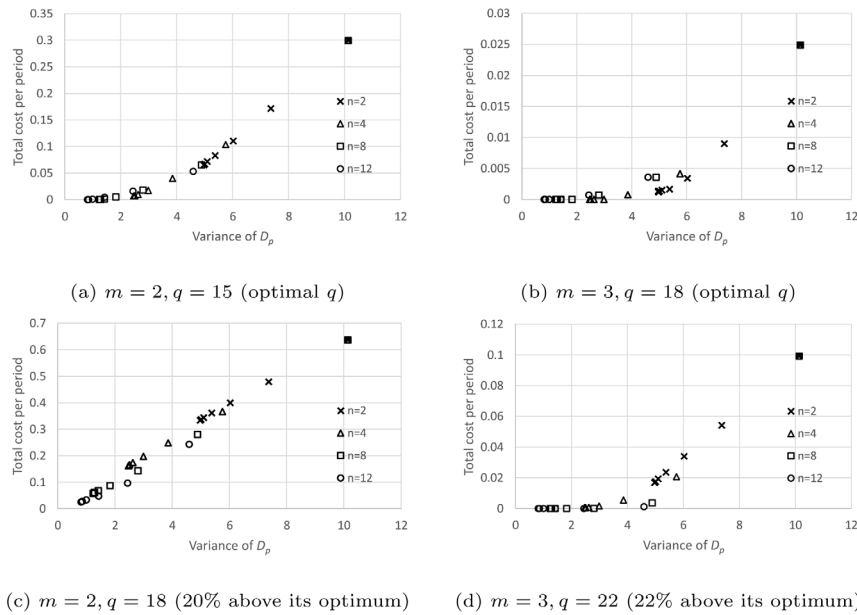 0.35
0.3
0.25
0.2
0.15
0.1
0.05
0
Total cost per period
0 2 4 6 8 10 12
Variance of Dp
n=2
n=4
n=8
n=12
(a) m = 2, q = 15 (optimal q)
0.03
0.025
0.02
0.015
0.01
0.005
0
Total cost per period
0 2 4 6 8 10 12
Variance of Dp
n=2
n=4
n=8
n=12
(b) m = 3, q = 18 (optimal q)
0.7
0.6
0.5
0.4
0.3
0.2
0.1
0
Total cost per period
0 2 4 6 8 10 12
Variance of Dp
n=2
n=4
n=8
n=12
(c) m = 2, q = 18 (20% above its optimum)
0.12
0.1
0.08
0.06
0.04
0.02
0
Total cost per period
0 2 4 6 8 10 12
Variance of Dp
n=2
n=4
n=8
n=12
(d) m = 3, q = 22 (22% above its optimum)